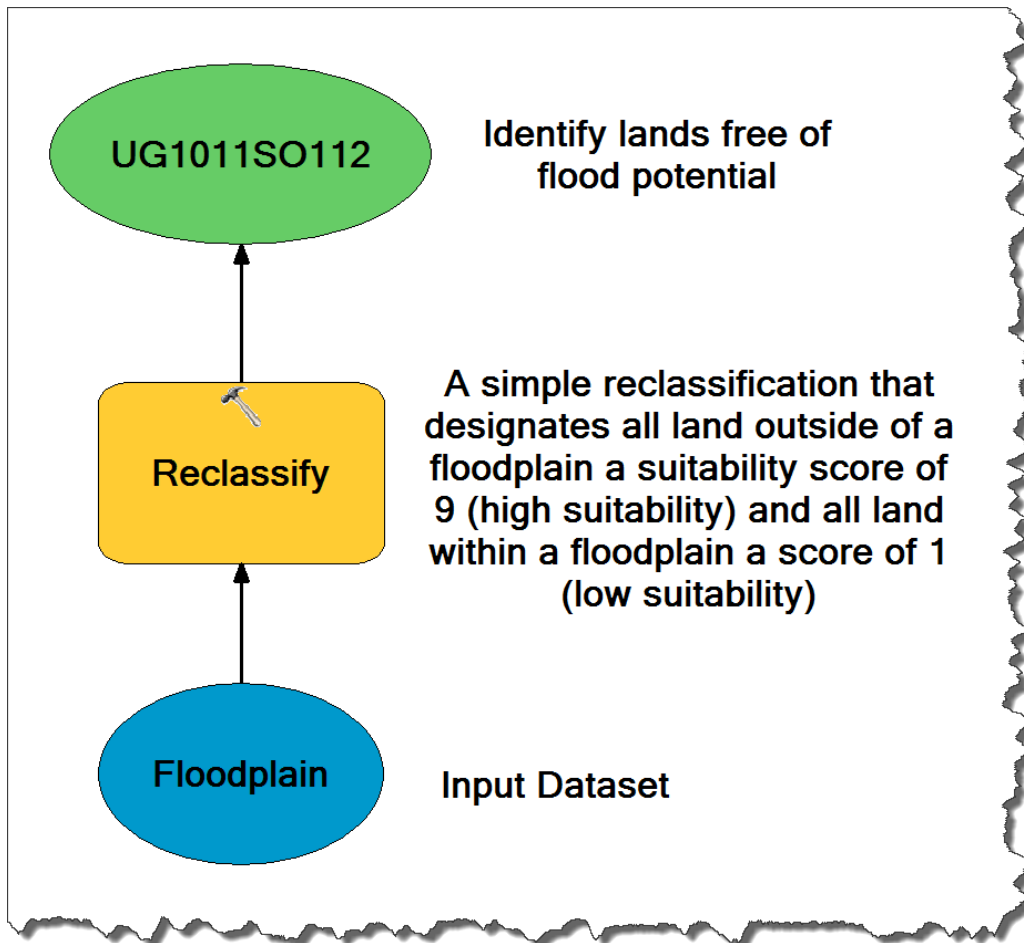 UG1011SO112
Identify lands free of
flood potential
Reclassify
A simple reclassification that
designates all land outside of a
floodplain a suitability score of
9 (high suitability) and all land
within a floodplain a score of 1
(low suitability)
Floodplain
Input Dataset